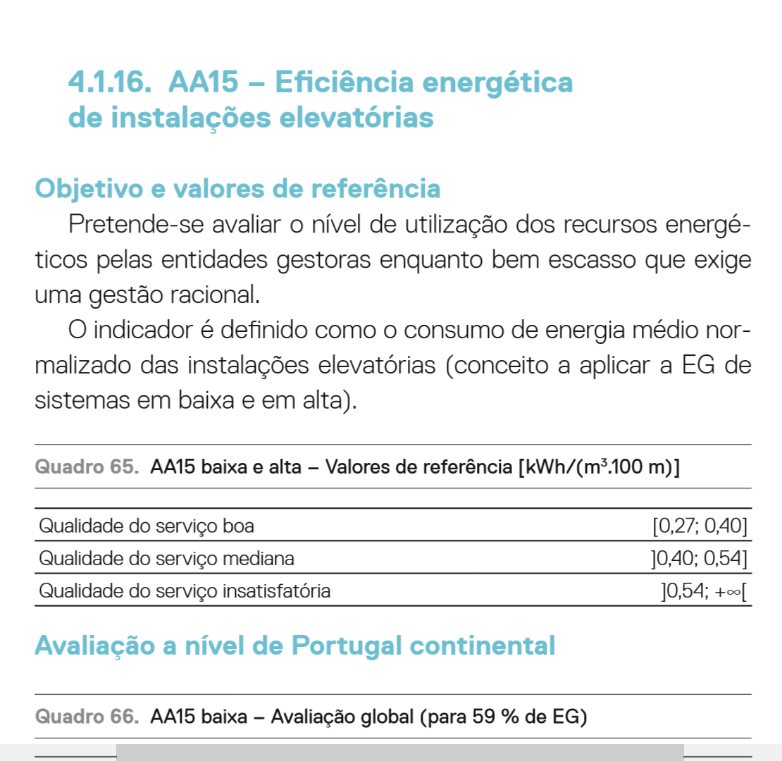 4.1.16. AA15 – Eficiência energética
de instalações elevatórias
Objetivo e valores de referência
Pretende-se avaliar o nível de utilização dos recursos energé-
ticos pelas entidades gestoras enquanto bem escasso que exige
uma gestão racional.
O indicador é definido como o consumo de energia médio nor-
malizado das instalações elevatórias (conceito a aplicar a EG de
sistemas em baixa e em alta).
Quadro 65. AA15 baixa e alta – Valores de referência [kWh/(m³.100 m)]
Qualidade do serviço boa [0,27; 0,40]
Qualidade do serviço mediana ]0,40; 0,54]
Qualidade do serviço insatisfatória ]0,54; +∞[
Avaliação a nível de Portugal continental
Quadro 66. AA15 baixa – Avaliação global (para 59 % de EG)